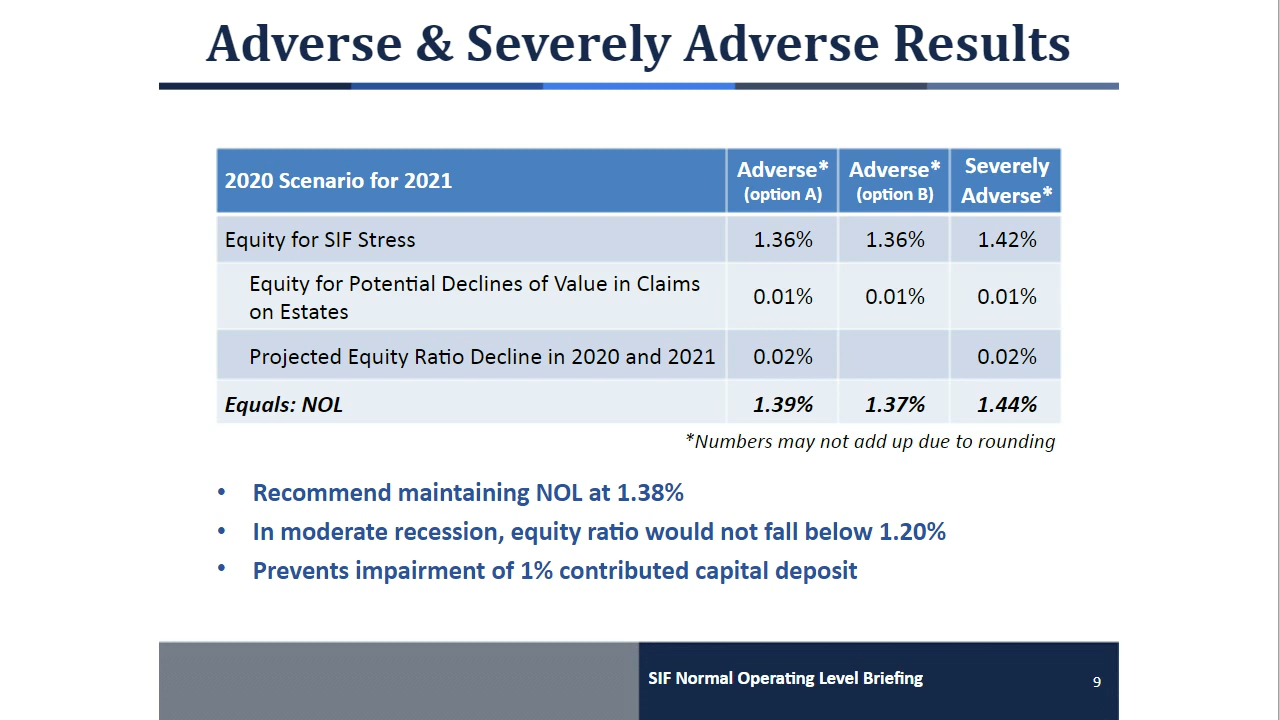 Adverse & Severely Adverse Results
2020 Scenario for 2021
Adverse*
(option A)
Adverse*
(option B)
Severely
Adverse*
Equity for SIF Stress 1.36% 1.36% 1.42%
Equity for Potential Declines of Value in Claims
on Estates
0.01% 0.01% 0.01%
Projected Equity Ratio Decline in 2020 and 2021 0.02% 0.02%
Equals: NOL 1.39% 1.37% 1.44%
*Numbers may not add up due to rounding
• Recommend maintaining NOL at 1.38%
• In moderate recession, equity ratio would not fall below 1.20%
• Prevents impairment of 1% contributed capital deposit
SIF Normal Operating Level Briefing
9